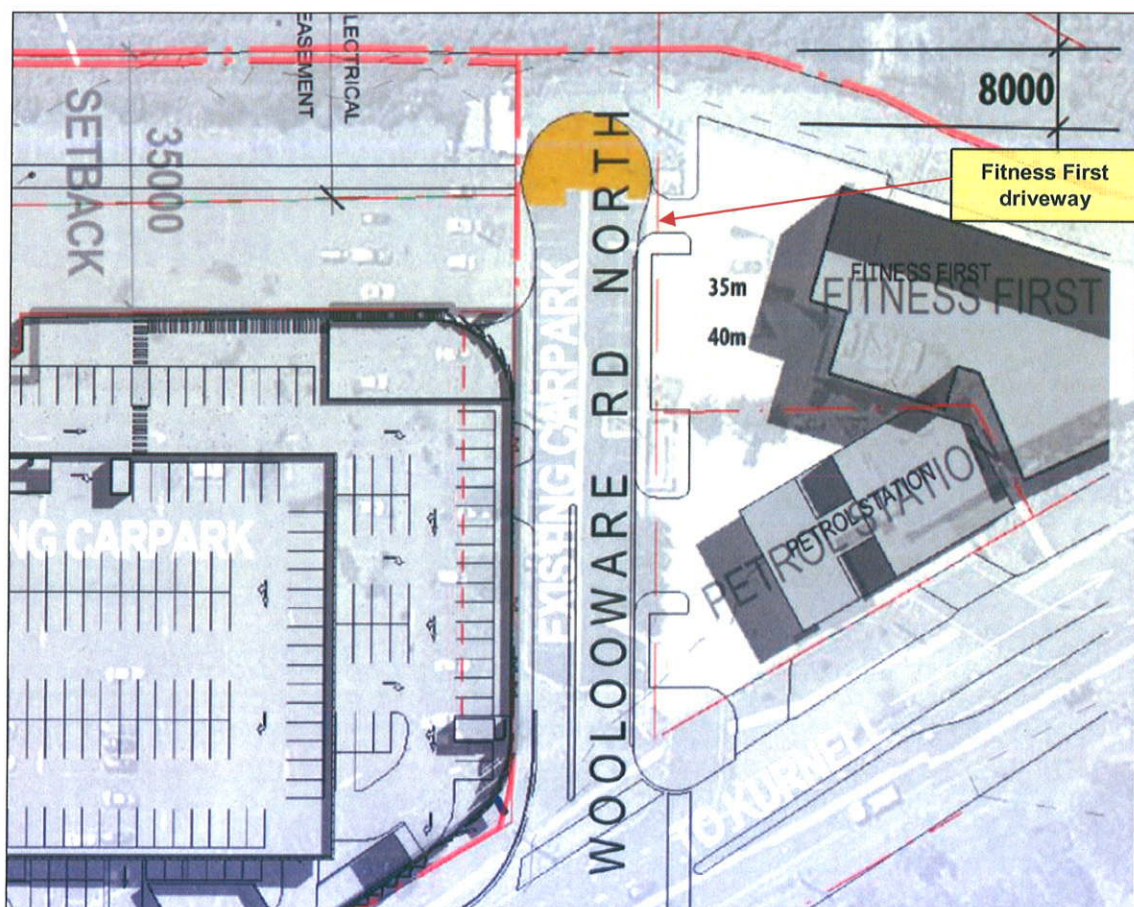 LECTRICAL
EASEMENT
SETBACK
35000
8000
Fitness First
driveway
WOOLOOWARE RD NORTH
EXISTING CARPARK
35m
40m
FITNESS FIRST
FITNESS FIRST
PETROL STATION
PETROL STATION
NG CARPARK
TO KURNELL